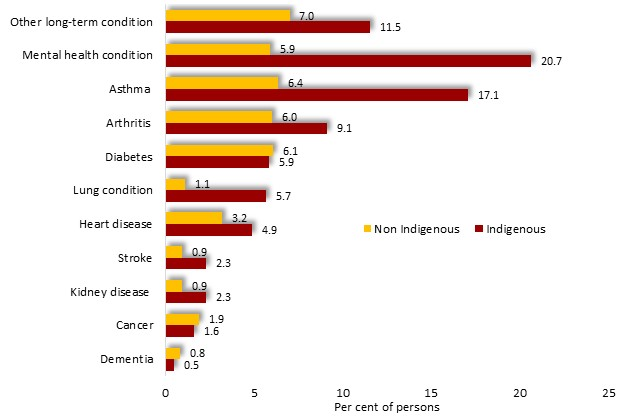 Other long-term condition
7.0
11.5
Mental health condition
5.9
20.7
Asthma
6.4
17.1
Arthritis
6.0
9.1
Diabetes
6.1
5.9
Lung condition
1.1
5.7
Heart disease
3.2
4.9
Non Indigenous
Indigenous
Stroke
0.9
2.3
Kidney disease
0.9
2.3
Cancer
1.9
1.6
Dementia
0.8
0.5
0 5 10 15 20 25
Per cent of persons